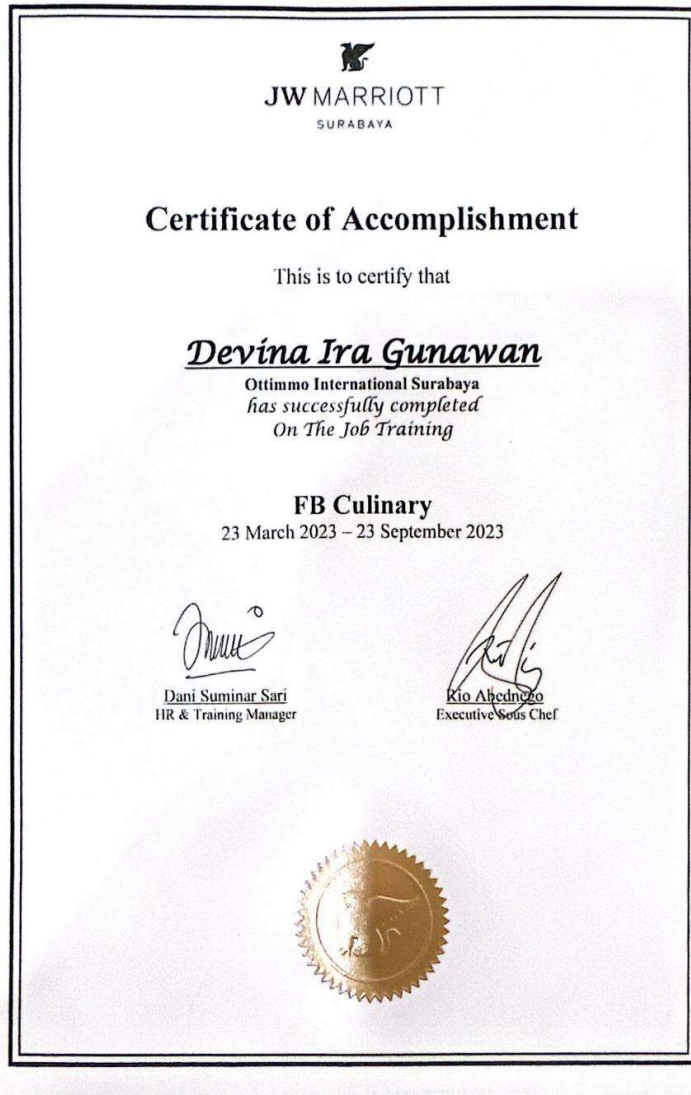 JW MARRIOTT
SURABAYA
Certificate of Accomplishment
This is to certify that
Devina Ira Gunawan
Ottimmo International Surabaya
has successfully completed
On The Job Training
FB Culinary
23 March 2023 – 23 September 2023
Dani Suminar Sari
HR & Training Manager
Rio Abednego
Executive Sous Chef